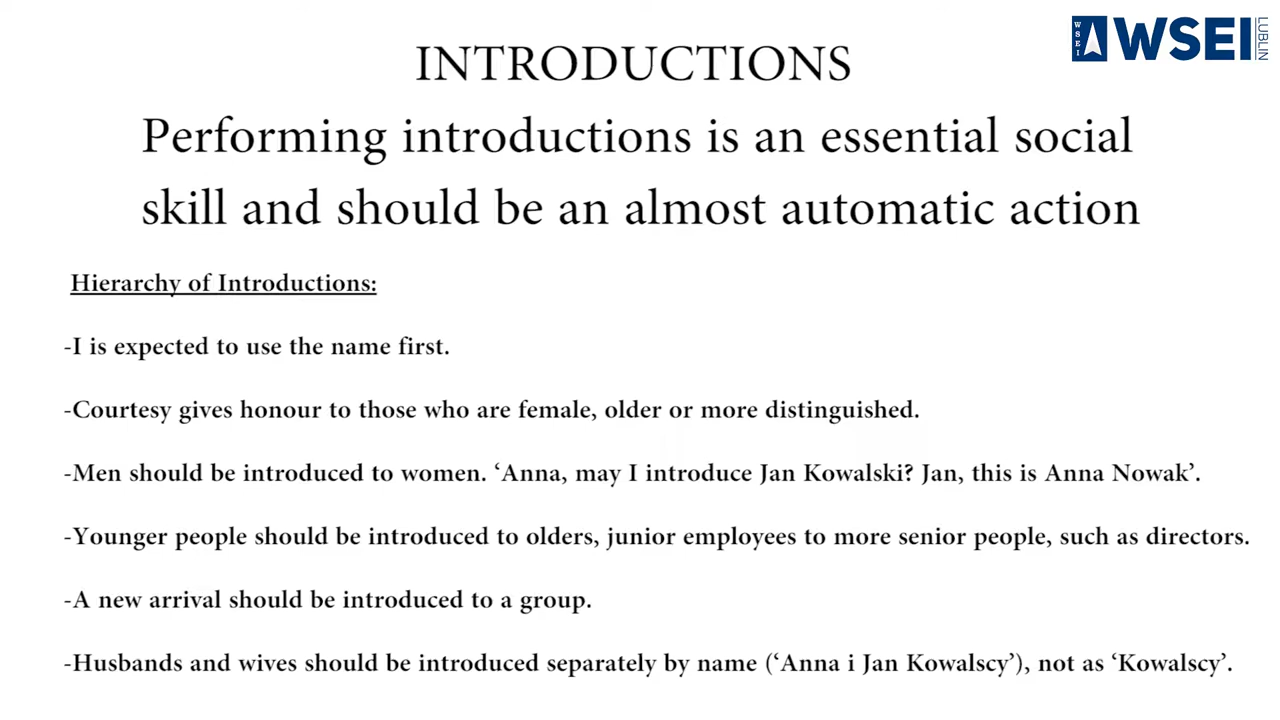 WSEI
WSEI
LUBLIN
INTRODUCTIONS
Performing introductions is an essential social
skill and should be an almost automatic action
Hierarchy of Introductions:
-I is expected to use the name first.
-Courtesy gives honour to those who are female, older or more distinguished.
-Men should be introduced to women. ‘Anna, may I introduce Jan Kowalski? Jan, this is Anna Nowak’.
-Younger people should be introduced to olders, junior employees to more senior people, such as directors.
-A new arrival should be introduced to a group.
-Husbands and wives should be introduced separately by name (‘Anna i Jan Kowalscy’), not as ‘Kowalscy’.